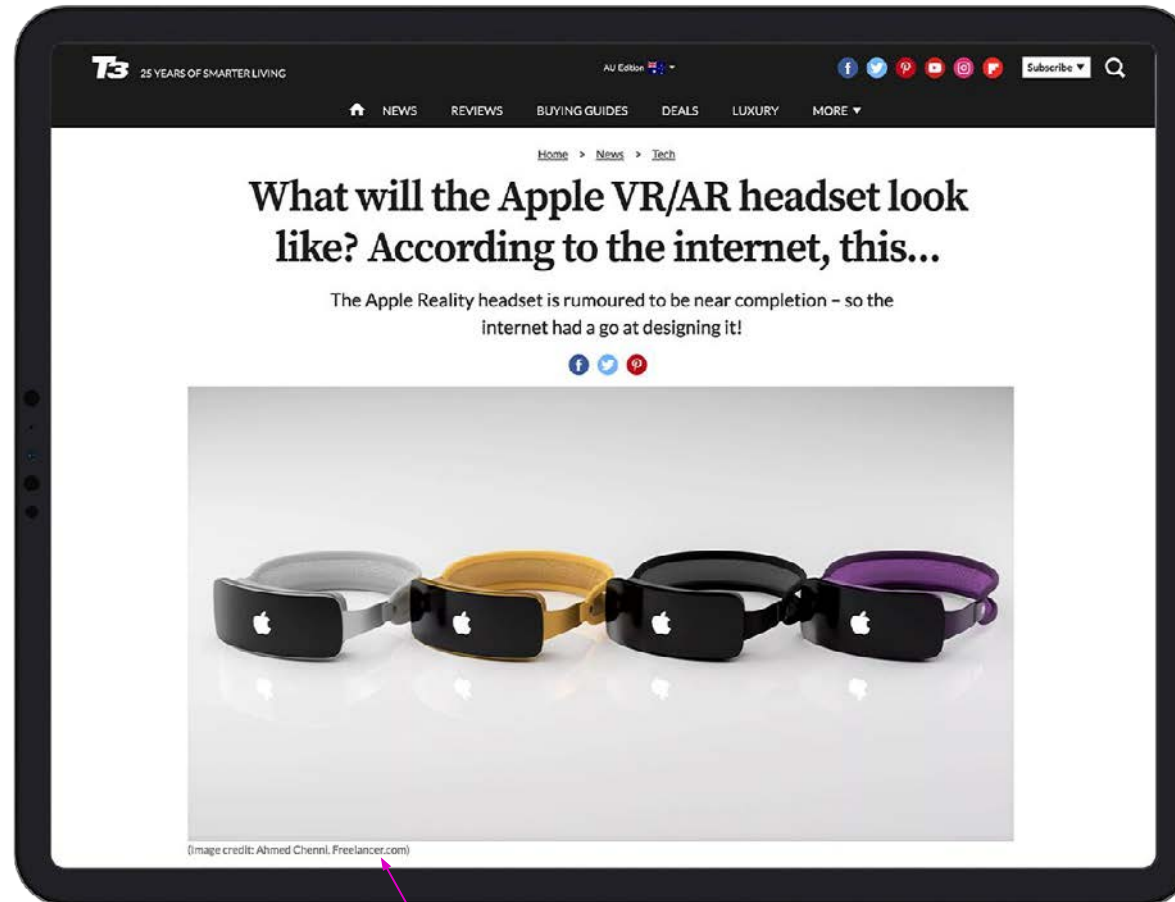 T3 25 YEARS OF SMARTER LIVING
AU Edition
Subscribe
NEWS REVIEWS BUYING GUIDES DEALS LUXURY MORE
Home > News > Tech
What will the Apple VR/AR headset look
like? According to the internet, this...
The Apple Reality headset is rumoured to be near completion – so the
internet had a go at designing it!
(Image credit: Ahmed Chenni, Freelancer.com)